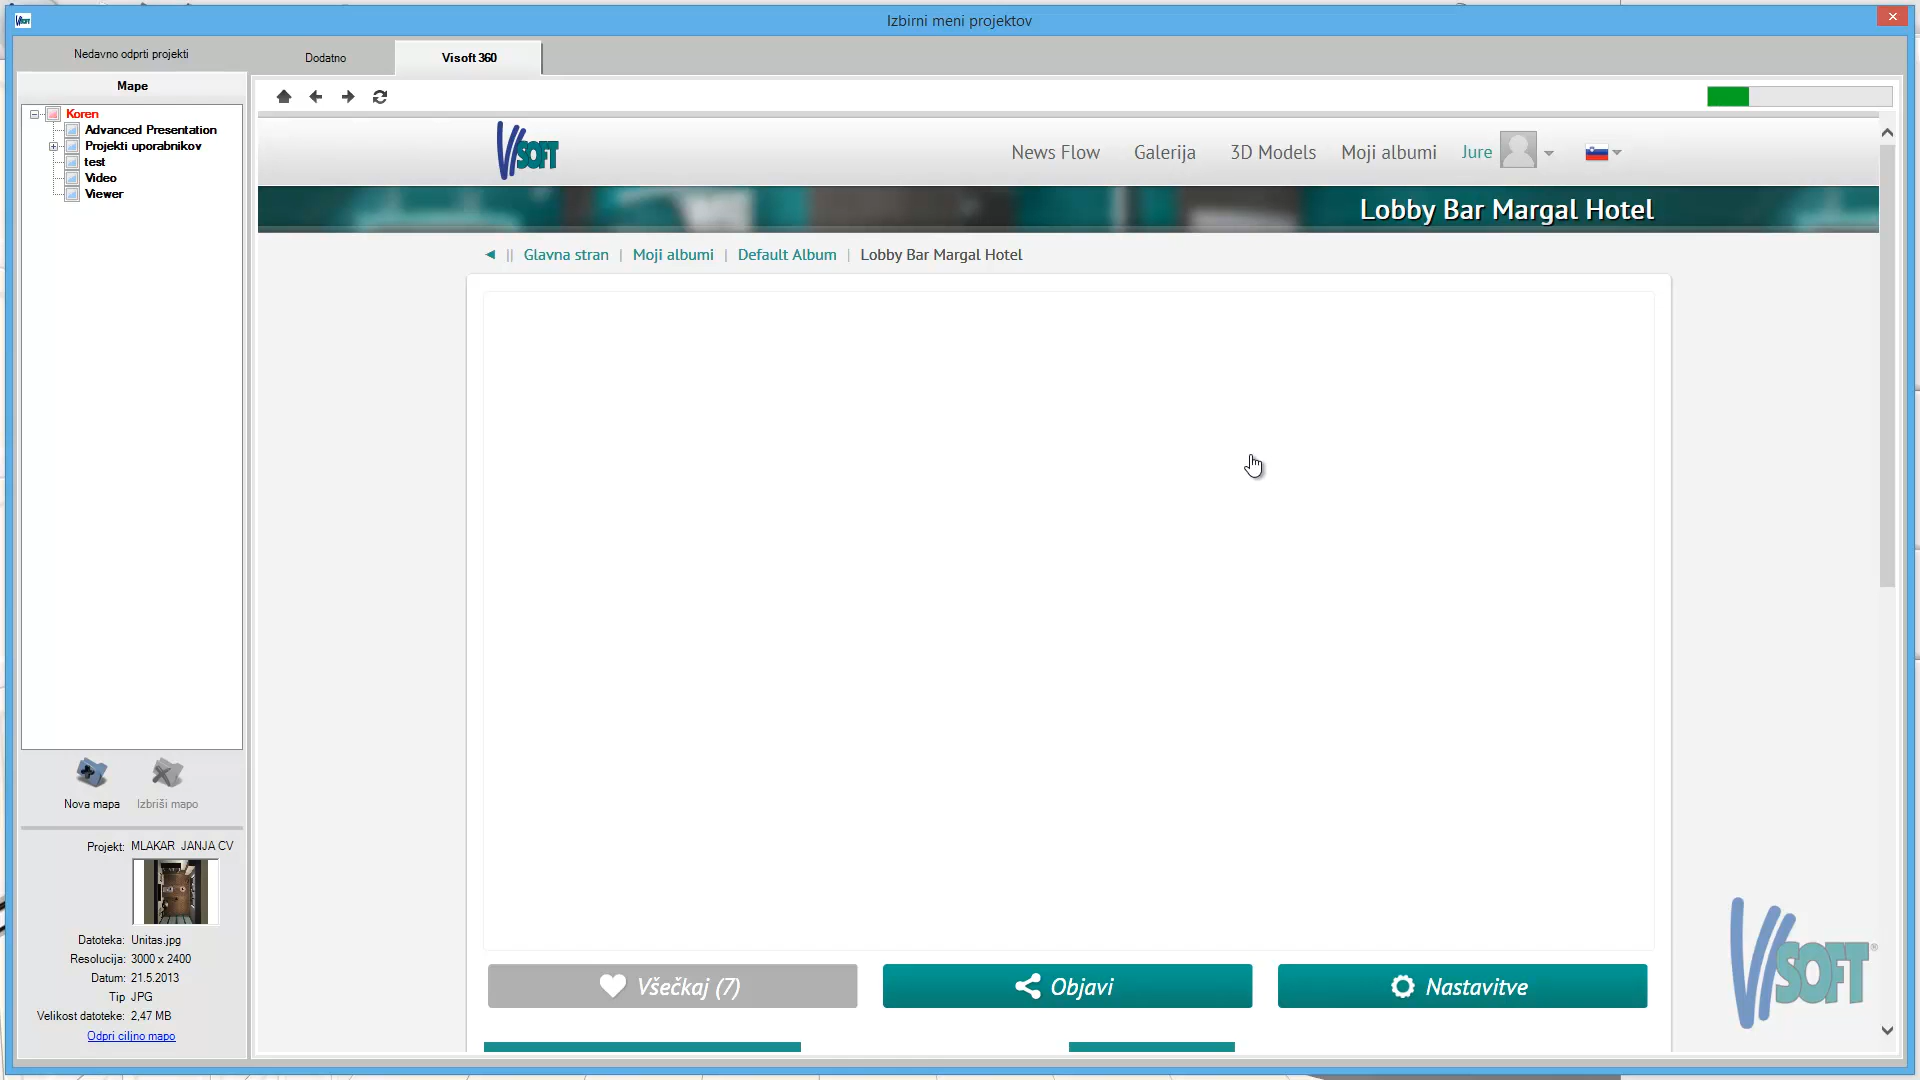 Izbirni meni projektov
Nedavno odprti projekti
Dodatno
Visoft 360
Mape
Koren
Advanced Presentation
Projekti uporabnikov
test
Video
Viewer
ViSOFT
News Flow
Galerija
3D Models
Moji albumi
Jure
Lobby Bar Margal Hotel
◄ || Glavna stran | Moji albumi | Default Album | Lobby Bar Margal Hotel
Nova mapa
Izbriši mapo
Projekt: MLAKAR JANJA CV
Datoteka: Unitas.jpg
Resolucija: 3000 x 2400
Datum: 21.5.2013
Tip JPG
Velikost datoteke: 2,47 MB
Odpri ciljno mapo
Všečkaj (7)
Objavi
Nastavitve
ViSOFT®